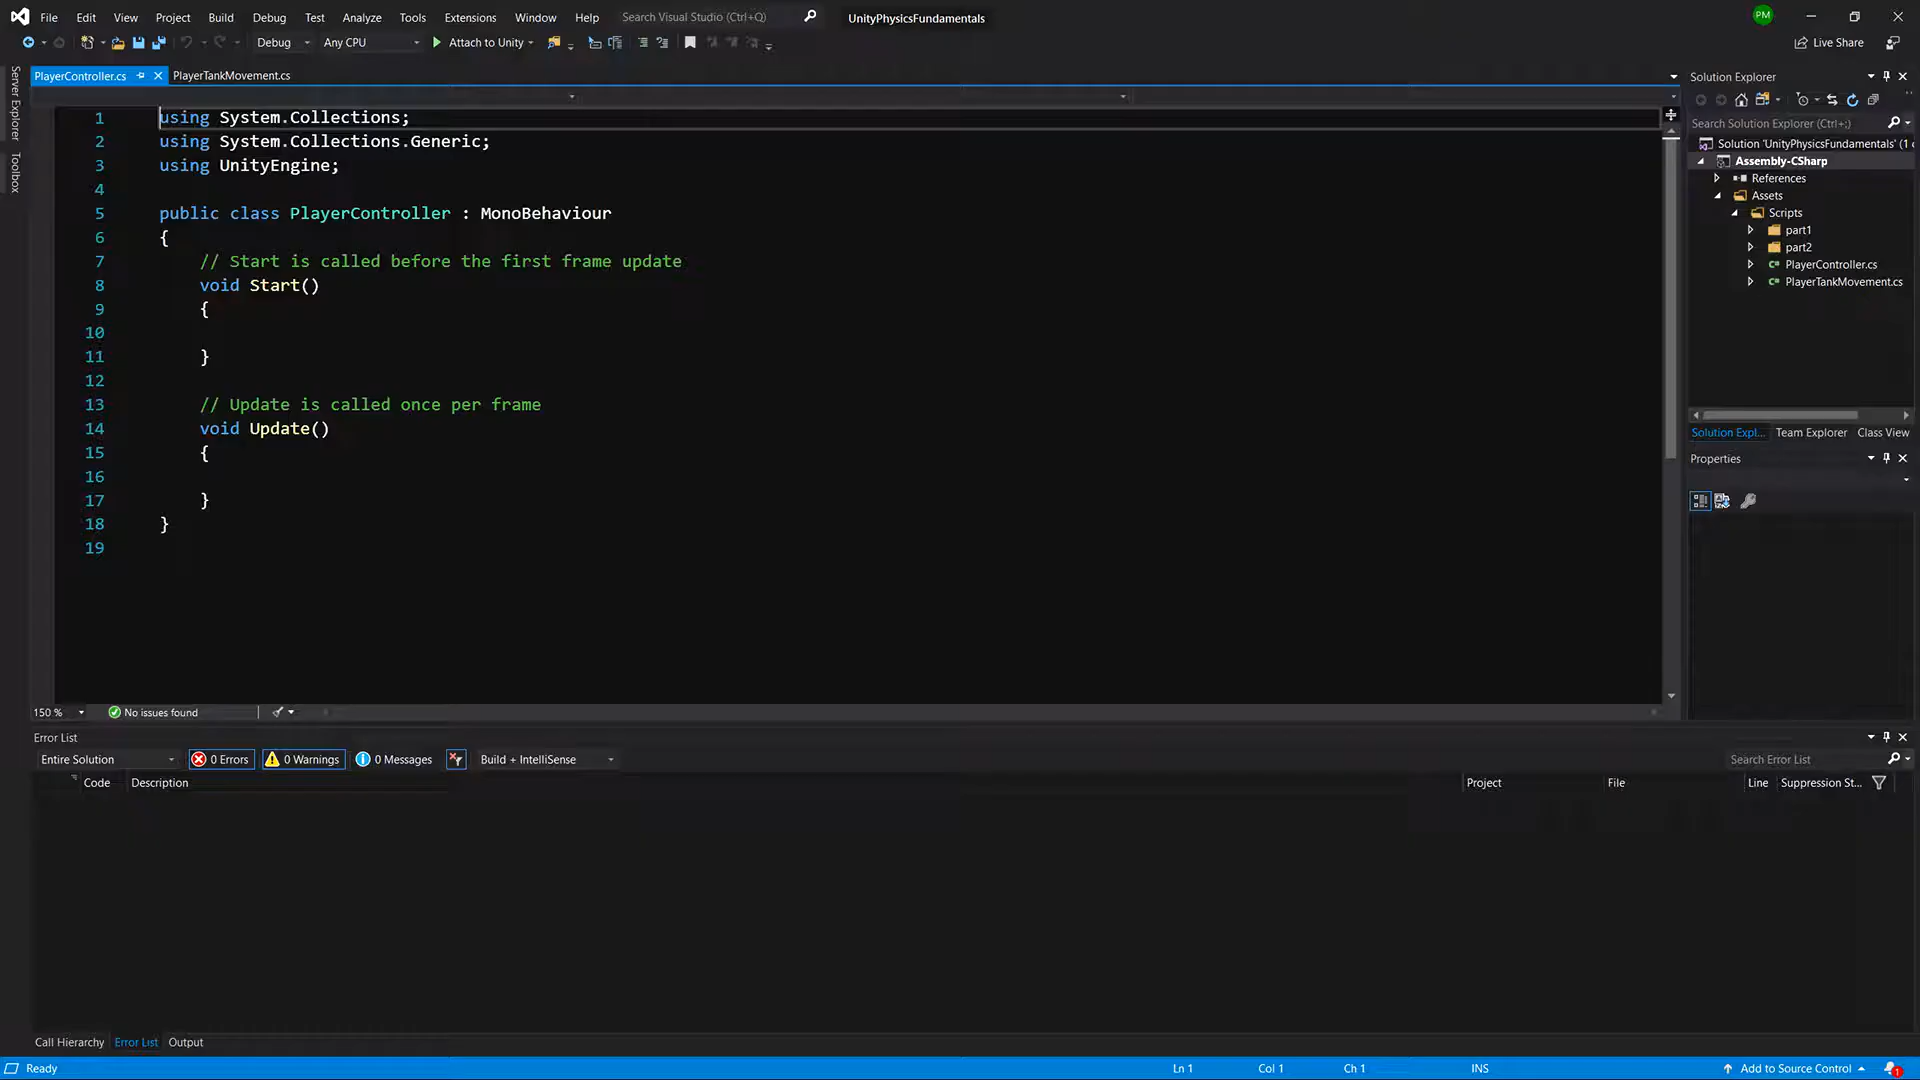 File Edit View Project Build Debug Test Analyze Tools Extensions Window Help Search Visual Studio (Ctrl+Q) UnityPhysicsFundamentals PM
Debug Any CPU Attach to Unity Live Share
Server Explorer
Toolbox
PlayerController.cs PlayerTankMovement.cs
1 using System.Collections;
2 using System.Collections.Generic;
3 using UnityEngine;
4
5 public class PlayerController : MonoBehaviour
6 {
7 // Start is called before the first frame update
8 void Start()
9 {
10
11 }
12
13 // Update is called once per frame
14 void Update()
15 {
16
17 }
18 }
19
150 % No issues found
Solution Explorer
Search Solution Explorer (Ctrl+;)
Solution 'UnityPhysicsFundamentals' (1
Assembly-CSharp
References
Assets
Scripts
part1
part2
PlayerController.cs
PlayerTankMovement.cs
Solution Expl... Team Explorer Class View
Properties
Error List
Entire Solution 0 Errors 0 Warnings 0 Messages Build + IntelliSense Search Error List
Code Description Project File Line Suppression St...
Call Hierarchy Error List Output
Ready Ln 1 Col 1 Ch 1 INS Add to Source Control 1